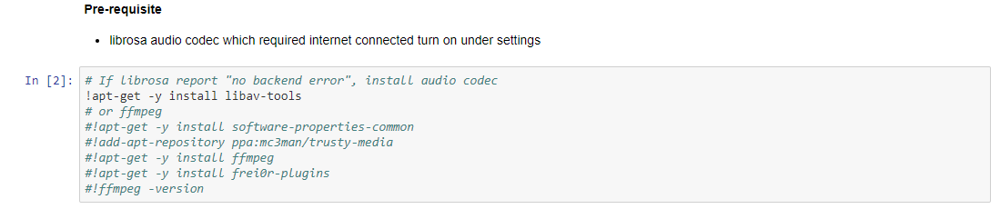 Pre-requisite
• librosa audio codec which required internet connected turn on under settings
In [2]: # If librosa report "no backend error", install audio codec
!apt-get -y install libav-tools
# or ffmpeg
#!apt-get -y install software-properties-common
#!add-apt-repository ppa:mc3man/trusty-media
#!apt-get -y install ffmpeg
#!apt-get -y install frei0r-plugins
#!ffmpeg -version